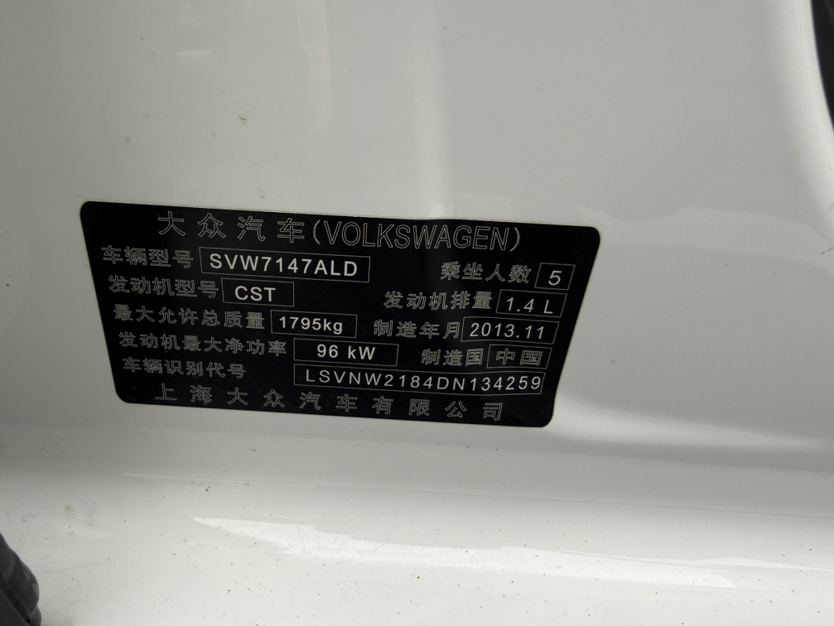 大众汽车(VOLKSWAGEN)
车辆型号 SVW7147ALD 乘坐人数 5
发动机型号 CST 发动机排量 1.4 L
最大允许总质量 1795kg 制造年月 2013.11
发动机最大净功率 96 kW 制造国 中国
车辆识别代号 LSVNW2184DN134259
上海大众汽车有限公司